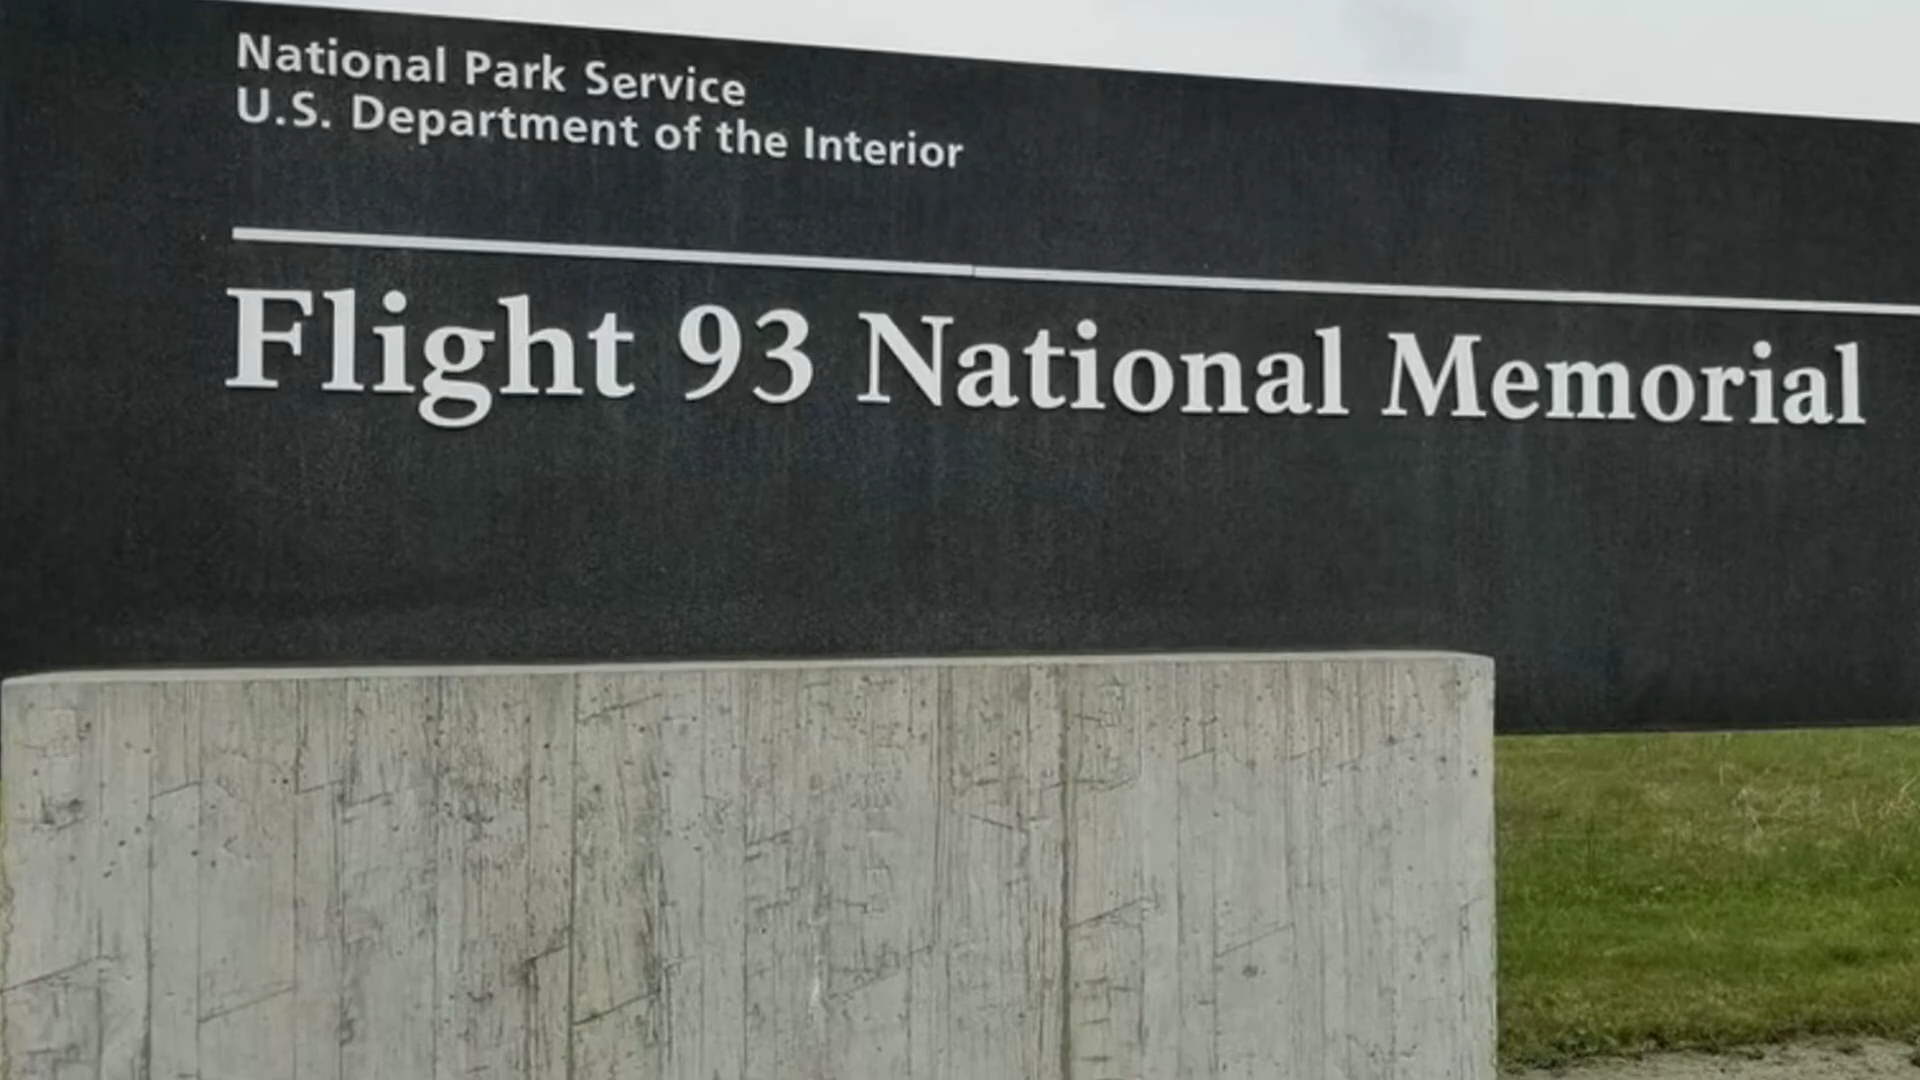 National Park Service
U.S. Department of the Interior
Flight 93 National Memorial